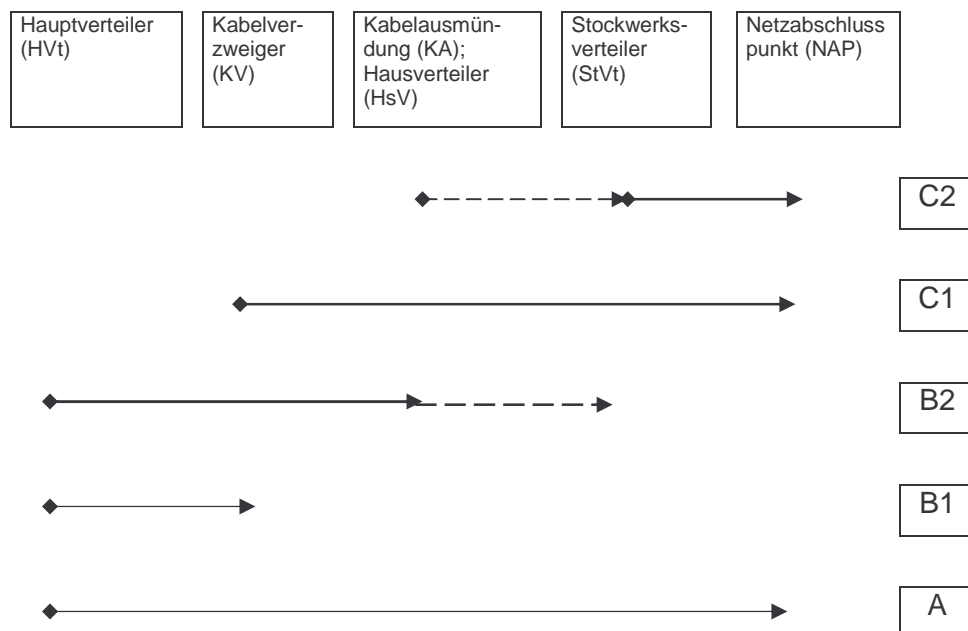 Hauptverteiler
(HVt)
Kabelver-
zweiger
(KV)
Kabelausmün-
dung (KA);
Hausverteiler
(HsV)
Stockwerks-
verteiler
(StVt)
Netzabschluss
punkt (NAP)
C2
C1
B2
B1
A